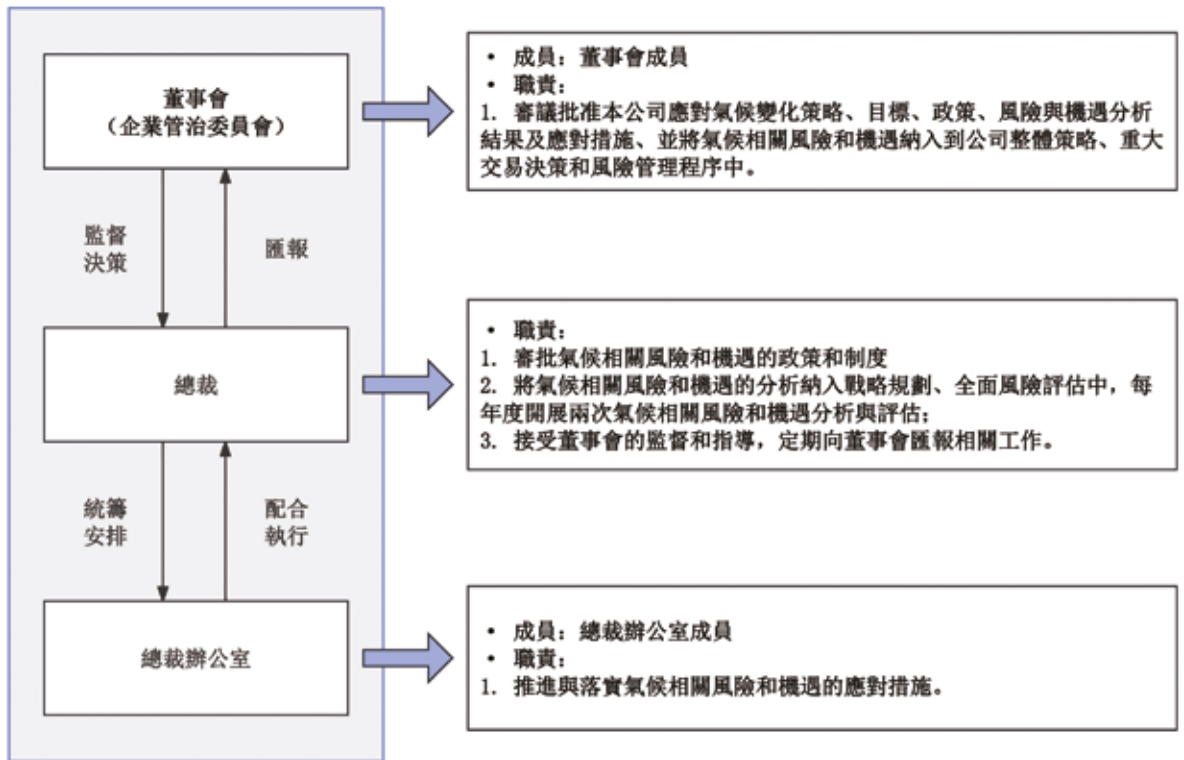 董事會
（企業管治委員會）
• 成員：董事會成員
• 職責：
1. 審議批准本公司應對氣候變化策略、目標、政策、風險與機遇分析
結果及應對措施、並將氣候相關風險和機遇納入到公司整體策略、重大
交易決策和風險管理程序中。
監督
決策
匯報
總裁
• 職責：
1. 審批氣候相關風險和機遇的政策和制度
2. 將氣候相關風險和機遇的分析納入戰略規劃、全面風險評估中，每
年度開展兩次氣候相關風險和機遇分析與評估；
3. 接受董事會的監督和指導，定期向董事會匯報相關工作。
統籌
安排
配合
執行
總裁辦公室
• 成員：總裁辦公室成員
• 職責：
1. 推進與落實氣候相關風險和機遇的應對措施。